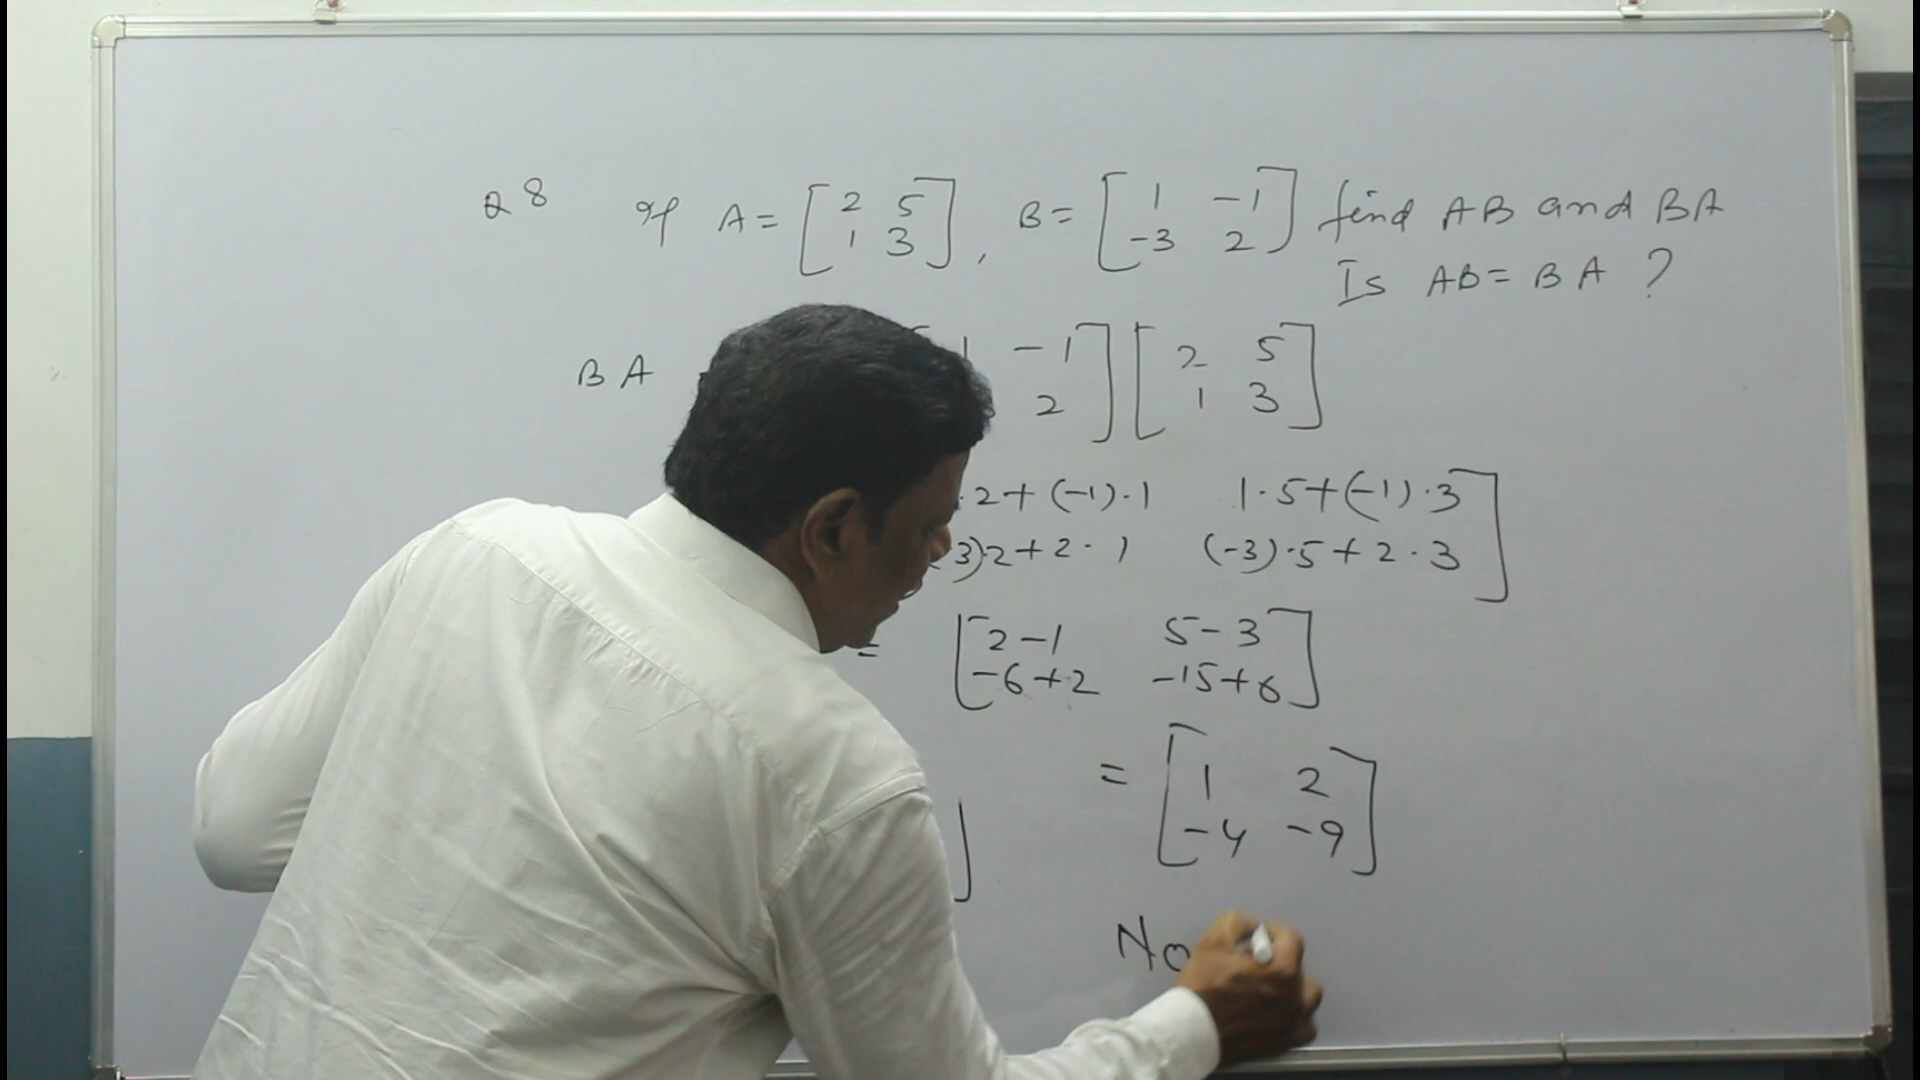 Q 8 If A = [ 2 5 1 3 ], B = [ 1 -1 -3 2 ] find AB and BA
Is AB = BA ?
BA 1 -1 ] [ 2 5
2 ] [ 1 3 ]
.2+(-1).1 1.5+(-1).3
3).2+2.1 (-3).5+2.3 ]
= [ 2-1 5-3
-6+2 -15+6 ]
= [ 1 2
-4 -9 ]
]
No